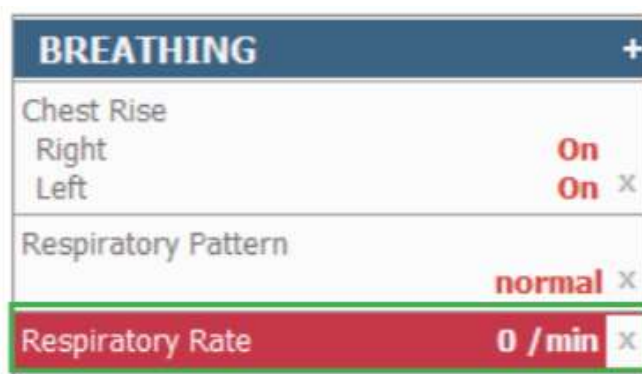 BREATHING +
Chest Rise
Right On
Left On x
Respiratory Pattern
normal x
Respiratory Rate 0 /min x